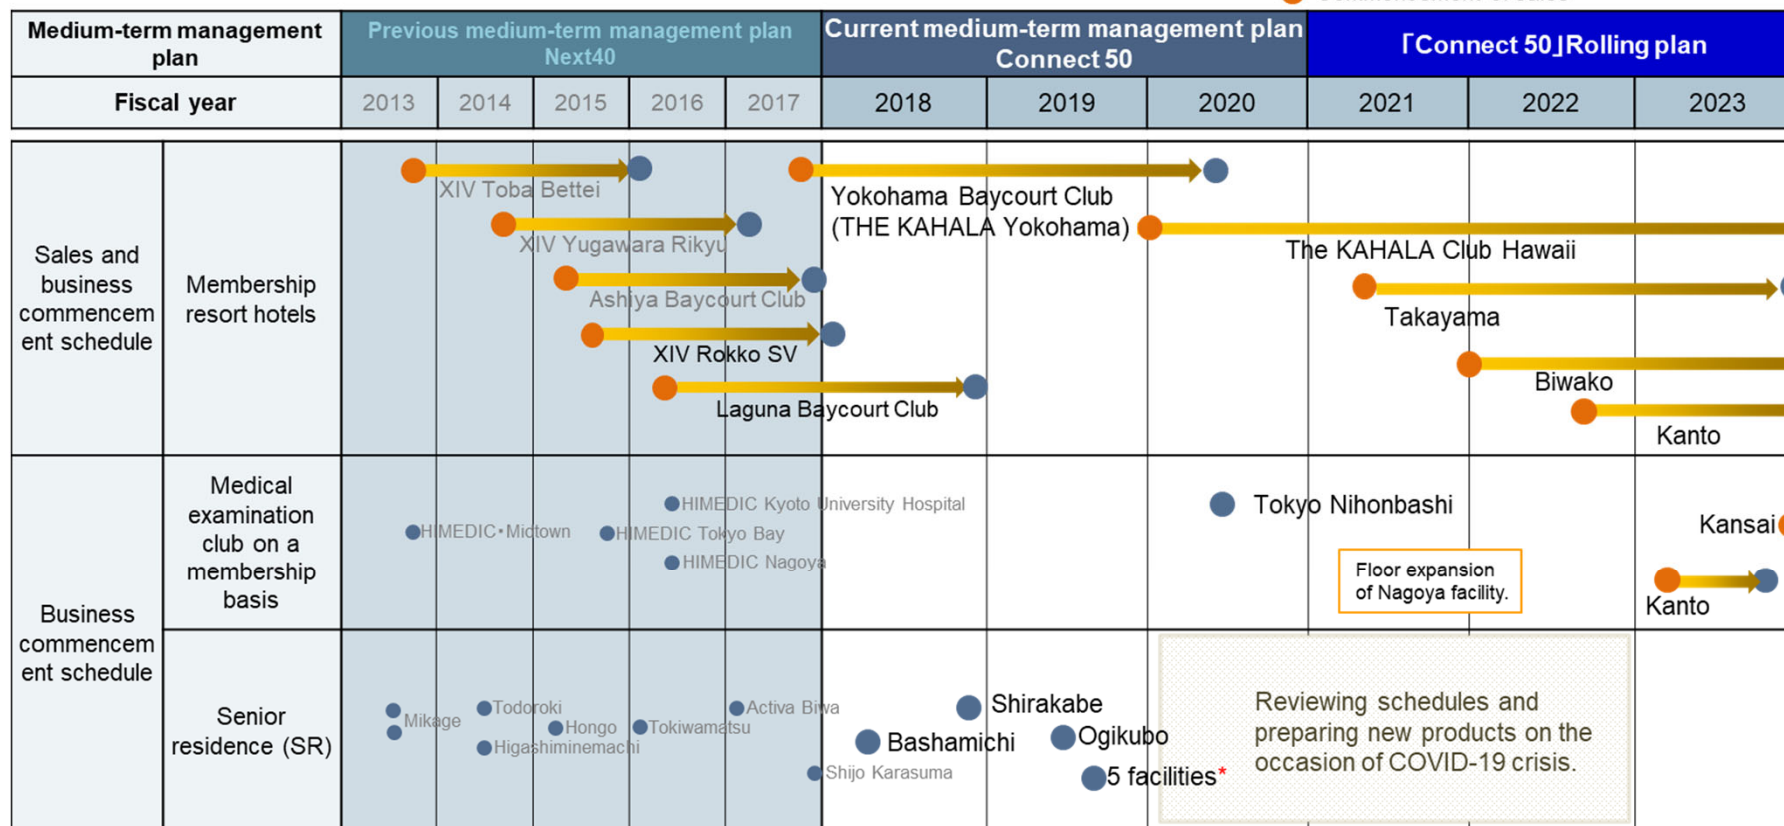 Medium-term management
plan
Previous medium-term management plan
Next40
Current medium-term management plan
Connect 50
「Connect 50」Rolling plan
Fiscal year
2013
2014
2015
2016
2017
2018
2019
2020
2021
2022
2023
Sales and
business
commencem
ent schedule
Membership
resort hotels
XIV Toba Bettei
XIV Yugawara Rikyu
Ashiya Baycourt Club
XIV Rokko SV
Laguna Baycourt Club
Yokohama Baycourt Club
(THE KAHALA Yokohama)
The KAHALA Club Hawaii
Takayama
Biwako
Kanto
Business
commencem
ent schedule
Medical
examination
club on a
membership
basis
HIMEDIC・Midtown
HIMEDIC Kyoto University Hospital
HIMEDIC Tokyo Bay
HIMEDIC Nagoya
Tokyo Nihonbashi
Floor expansion
of Nagoya facility.
Kansai
Kanto
Senior
residence (SR)
Mikage
Todoroki
Higashiminemachi
Hongo
Tokiwamatsu
Activa Biwa
Shijo Karasuma
Bashamichi
Shirakabe
Ogikubo
5 facilities*
Reviewing schedules and
preparing new products on the
occasion of COVID-19 crisis.